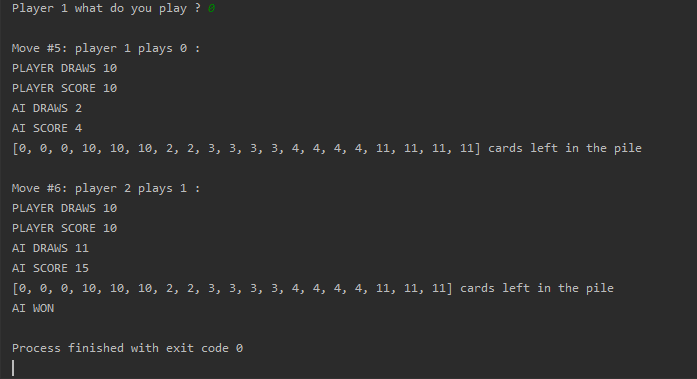 Player 1 what do you play ? 0
Move #5: player 1 plays 0 :
PLAYER DRAWS 10
PLAYER SCORE 10
AI DRAWS 2
AI SCORE 4
[0, 0, 0, 10, 10, 10, 2, 2, 3, 3, 3, 3, 4, 4, 4, 4, 11, 11, 11, 11] cards left in the pile
Move #6: player 2 plays 1 :
PLAYER DRAWS 10
PLAYER SCORE 10
AI DRAWS 11
AI SCORE 15
[0, 0, 0, 10, 10, 10, 2, 2, 3, 3, 3, 3, 4, 4, 4, 4, 11, 11, 11] cards left in the pile
AI WON
Process finished with exit code 0